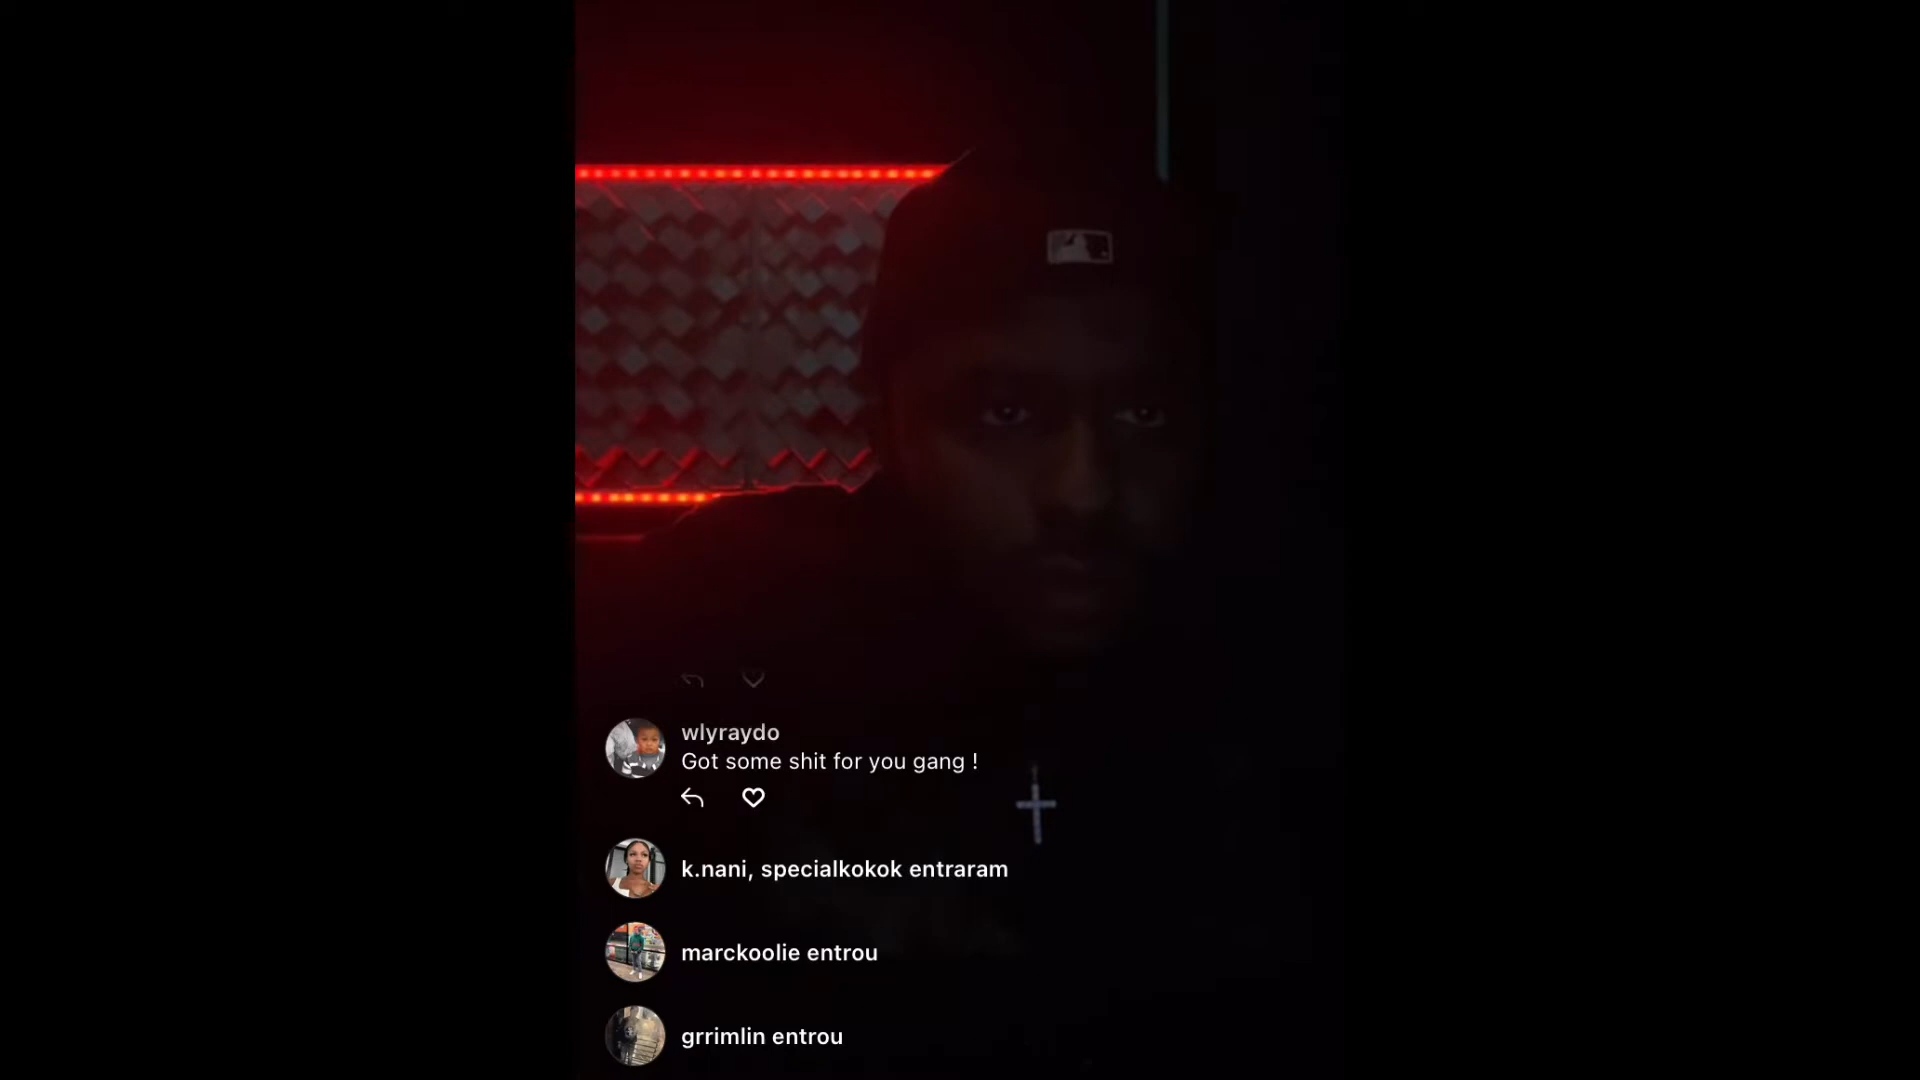 wlyraydo
Got some shit for you gang !
k.nani, specialkokok entraram
marckoolie entrou
grrimlin entrou